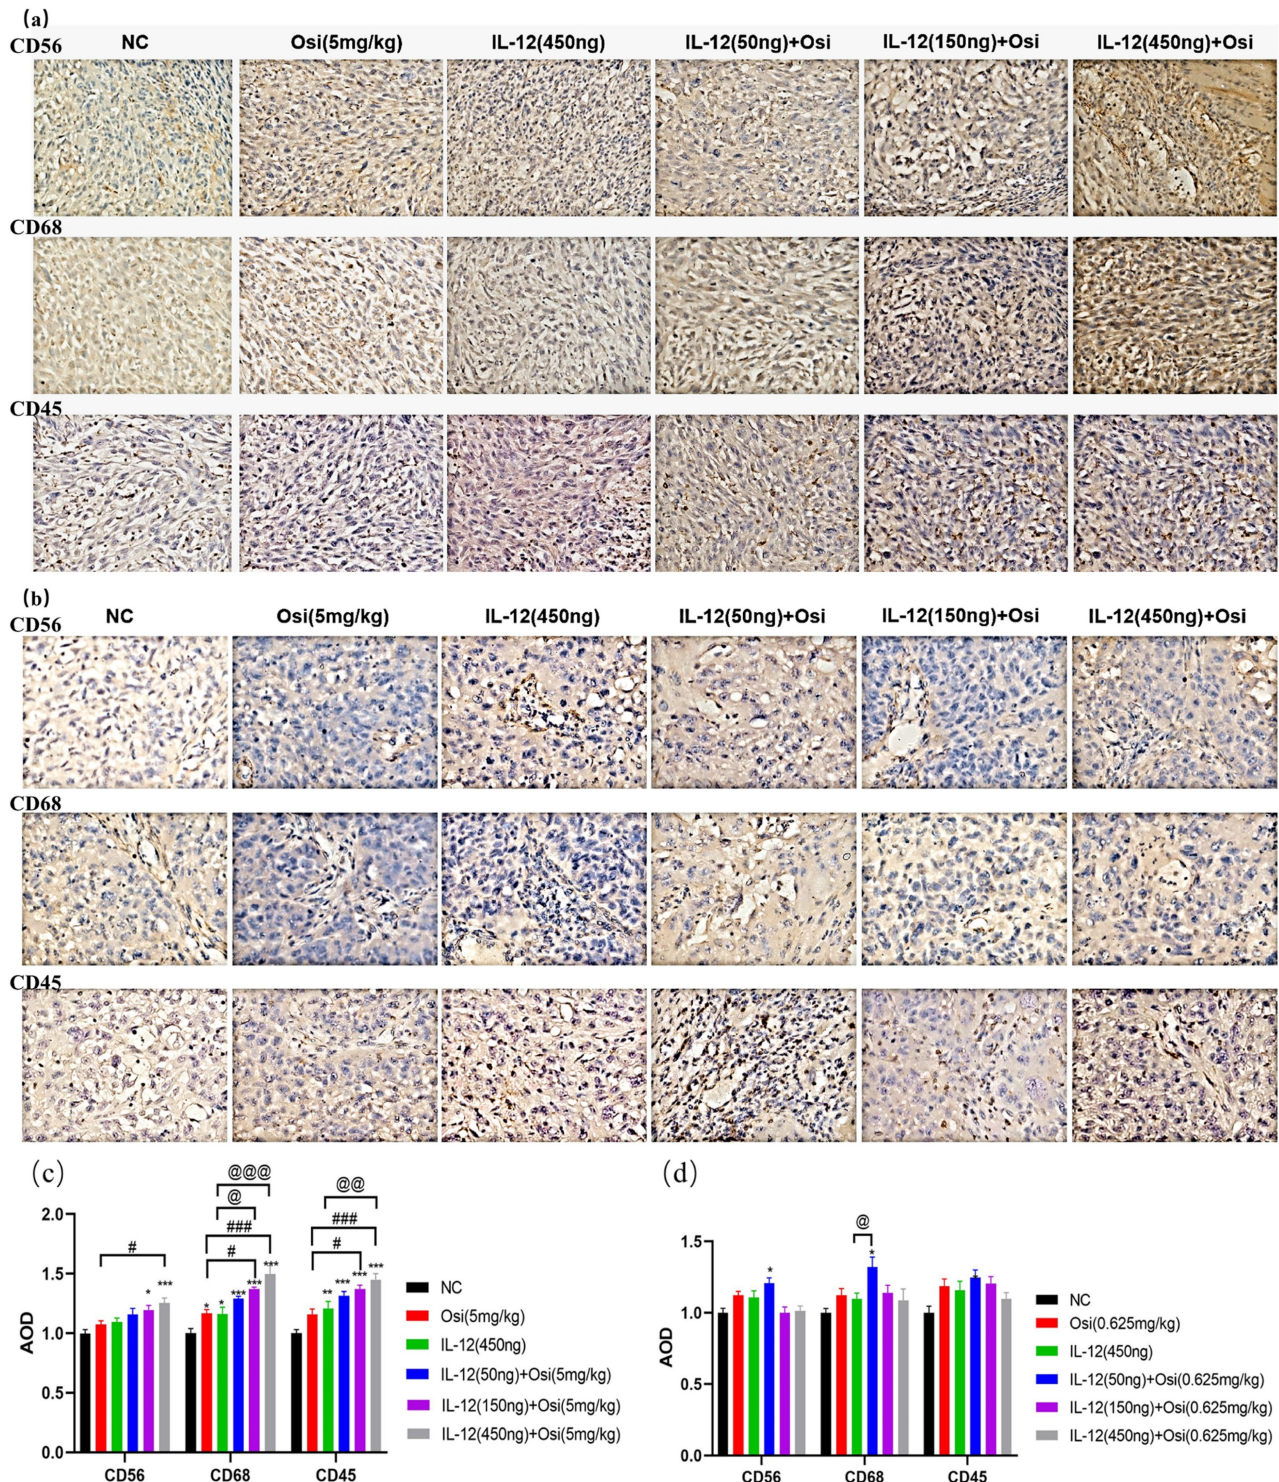 (a)
CD56
NC Osi(5mg/kg) IL-12(450ng) IL-12(50ng)+Osi IL-12(150ng)+Osi IL-12(450ng)+Osi
CD68
CD45
(b)
CD56
NC Osi(5mg/kg) IL-12(450ng) IL-12(50ng)+Osi IL-12(150ng)+Osi IL-12(450ng)+Osi
CD68
CD45
(c)
@@@
@
###
#
#
@@
###
#
* *** * * *** *** *** ** *** *** ***
2.0
1.5
1.0
0.5
0.0
AOD
CD56 CD68 CD45
NC
Osi(5mg/kg)
IL-12(450ng)
IL-12(50ng)+Osi(5mg/kg)
IL-12(150ng)+Osi(5mg/kg)
IL-12(450ng)+Osi(5mg/kg)
(d)
@
* * *
1.5
1.0
0.5
0.0
AOD
CD56 CD68 CD45
NC
Osi(0.625mg/kg)
IL-12(450ng)
IL-12(50ng)+Osi(0.625mg/kg)
IL-12(150ng)+Osi(0.625mg/kg)
IL-12(450ng)+Osi(0.625mg/kg)